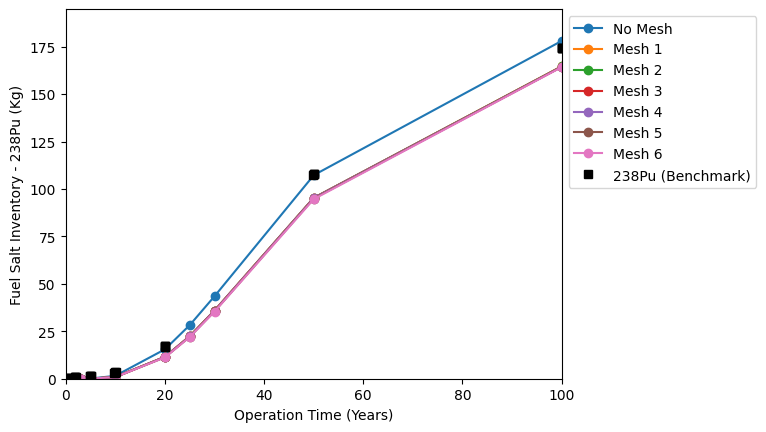 Fuel Salt Inventory - 238Pu (Kg)
175
150
125
100
75
50
25
0
0
20
40
60
80
100
Operation Time (Years)
No Mesh
Mesh 1
Mesh 2
Mesh 3
Mesh 4
Mesh 5
Mesh 6
238Pu (Benchmark)